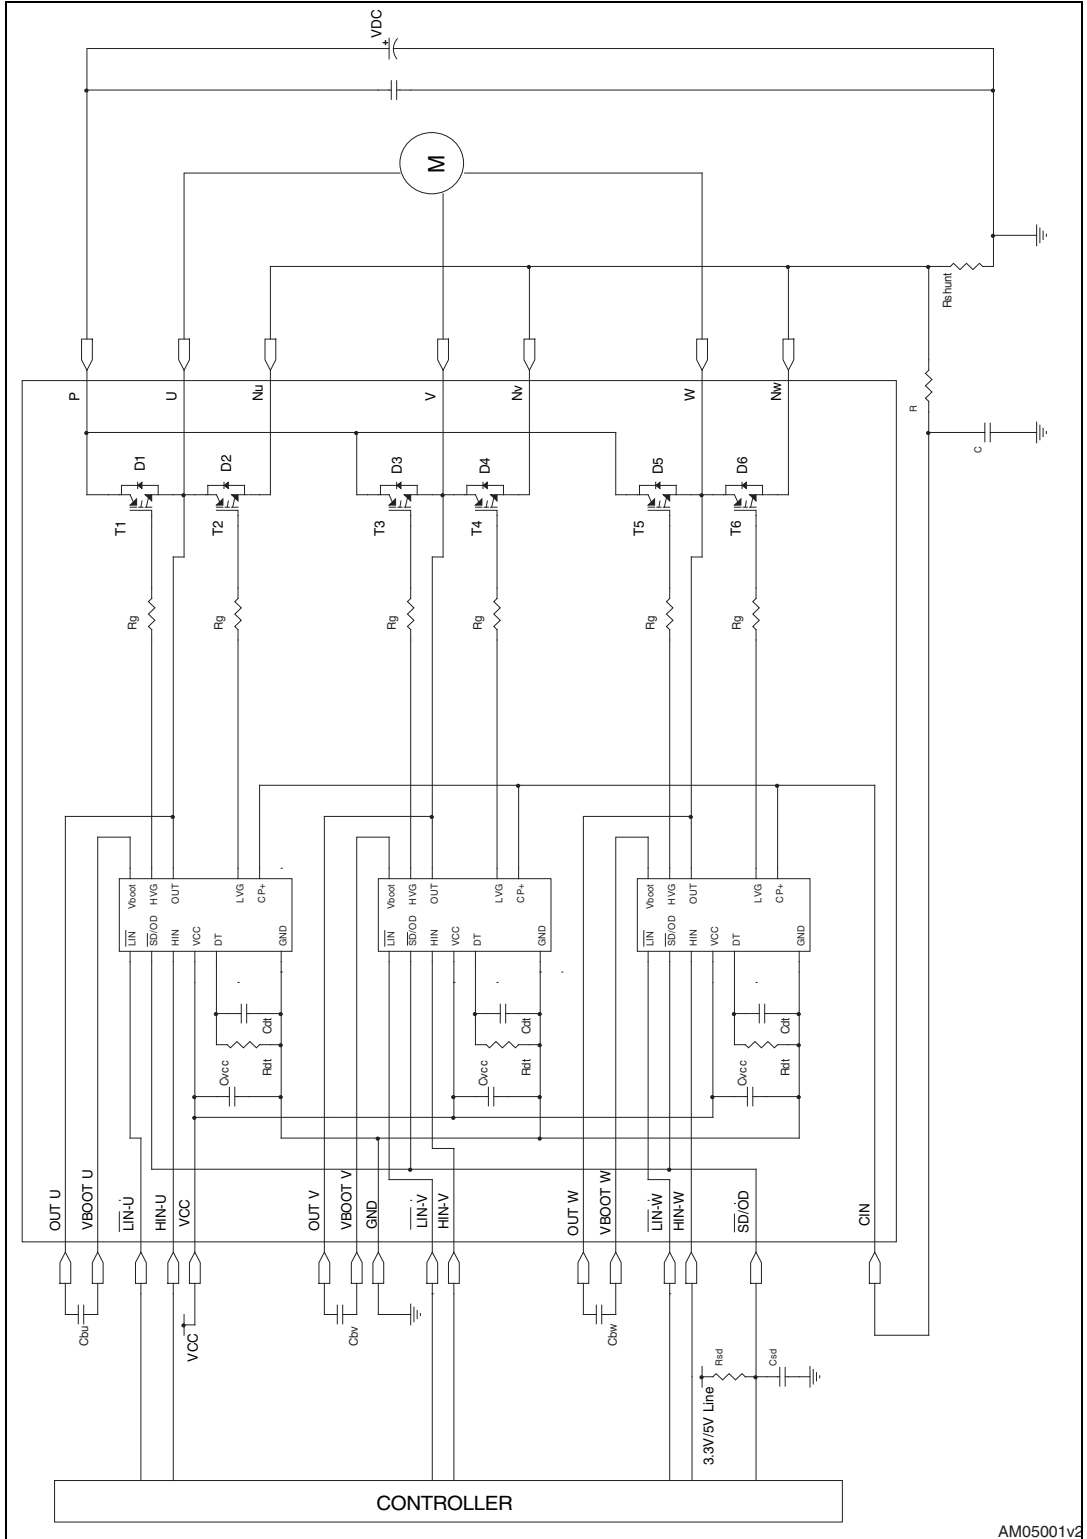 VDC
+
M
Rshunt
P
U
Nu
V
Nv
W
Nw
R
C
D1
D2
D3
D4
D5
D6
T1
T2
T3
T4
T5
T6
Rg
Rg
Rg
Rg
Rg
Rg
Vboot
HVG
OUT
LVG
CP+
LIN
SD/OD
HIN
VCC
DT
GND
Vboot
HVG
OUT
LVG
CP+
LIN
SD/OD
HIN
VCC
DT
GND
Vboot
HVG
OUT
LVG
CP+
LIN
SD/OD
HIN
VCC
DT
GND
Cdt
Rdt
Cvcc
Cdt
Rdt
Cvcc
Cdt
Rdt
Cvcc
OUT U
VBOOT U
LIN-U
HIN-U
VCC
OUT V
VBOOT V
GND
LIN-V
HIN-V
OUT W
VBOOT W
LIN-W
HIN-W
SD/OD
CIN
Cbu
VCC
Cbv
Cbw
Rsd
Csd
3.3V/5V Line
CONTROLLER
AM05001v2